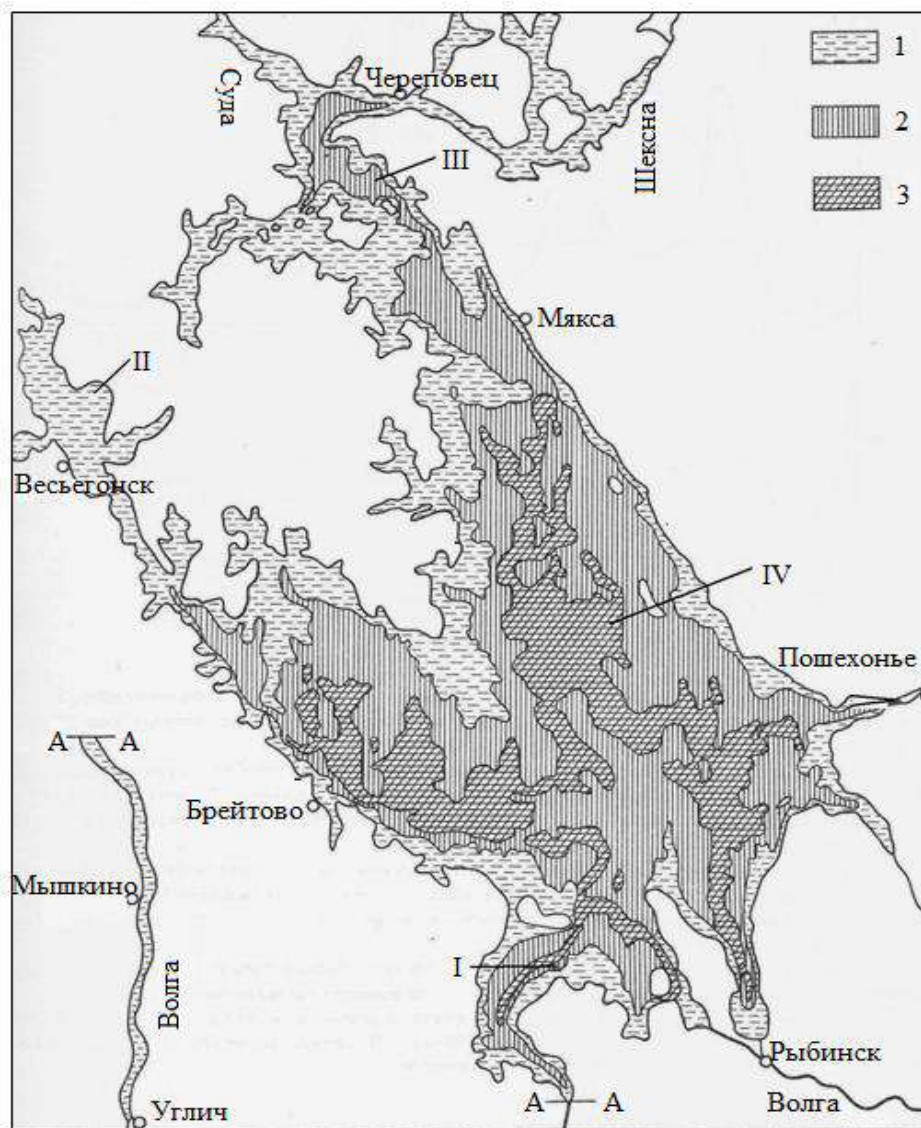 1
Суда
Череповец
2
III
Шексна
3
Мякса
II
Весьегонск
IV
Пошехонье
А А
Брейтово
Мышкино
I
Волга
Рыбинск
Углич
А А
Волга